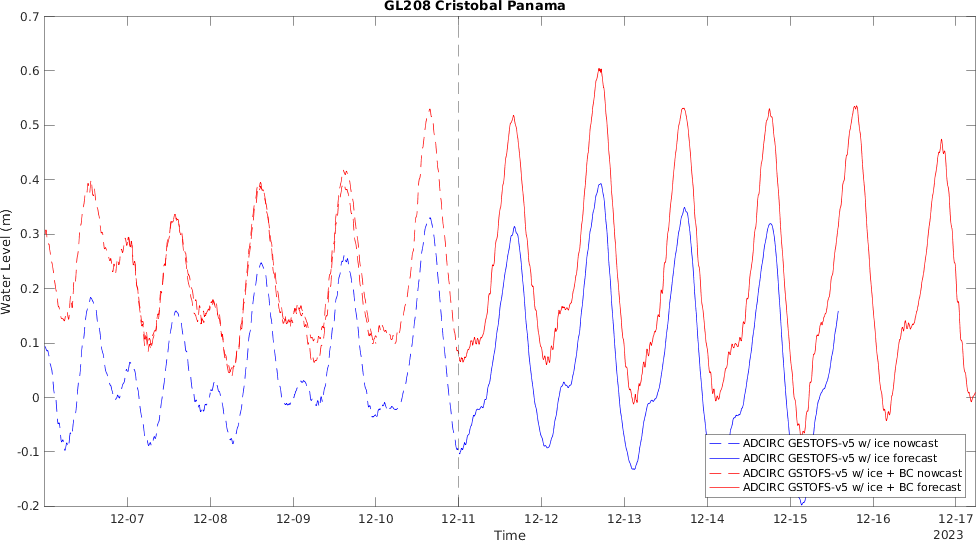 GL208 Cristobal Panama
0.7
0.6
0.5
0.4
0.3
0.2
0.1
0
-0.1
-0.2
Water Level (m)
ADCIRC GESTOFS-v5 w/ ice nowcast
ADCIRC GESTOFS-v5 w/ ice forecast
ADCIRC GSTOFS-v5 w/ ice + BC nowcast
ADCIRC GSTOFS-v5 w/ ice + BC forecast
12-07 12-08 12-09 12-10 12-11 12-12 12-13 12-14 12-15 12-16 12-17
Time
2023